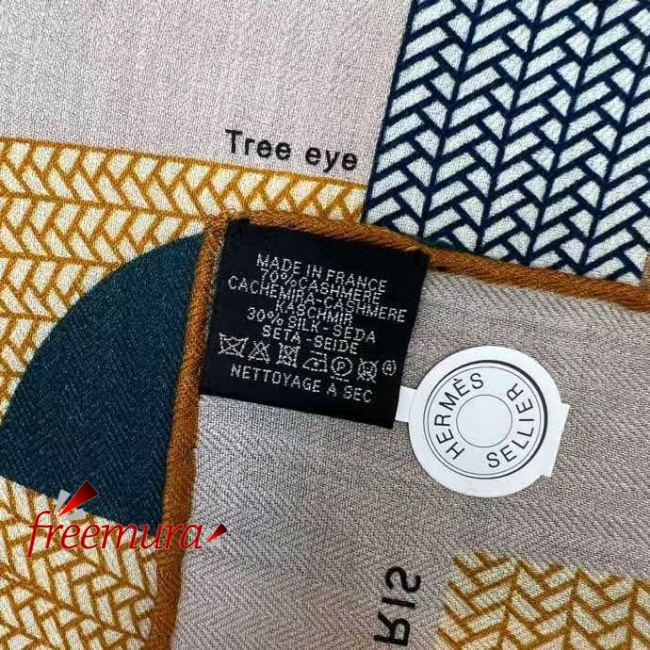 Tree eye
MADE IN FRANCE
70%CASHMERE
CACHEMIRA-CASHMERE
KASCHMIR
30% SILK-SEDA
SETA -SEIDE
NETTOYAGE À SEC
HERMÈS
SELLIER
freemura
RIS